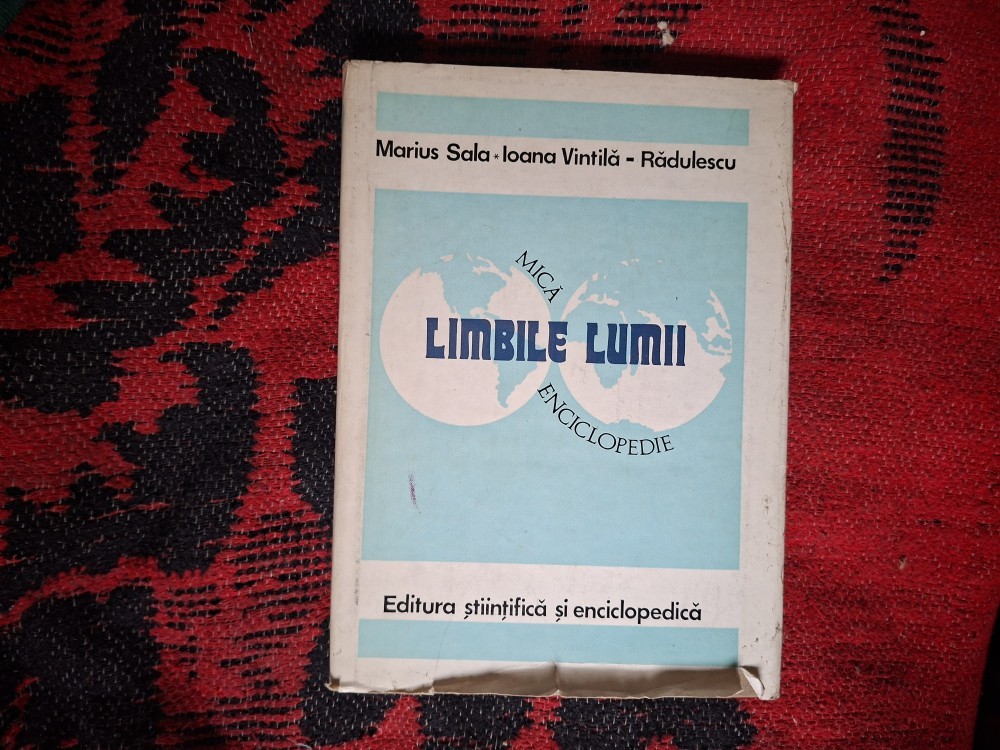 Marius Sala * Ioana Vintilă - Rădulescu
MICĂ
LIMBILE LUMII
ENCICLOPEDIE
Editura științifică și enciclopedică